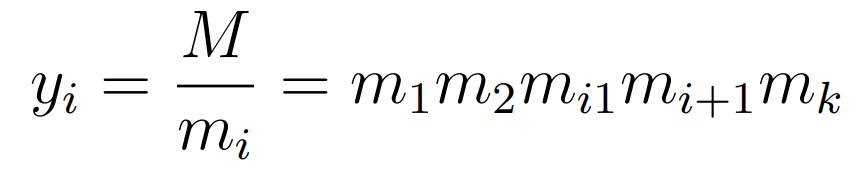 y_i = \frac{M}{m_i} = m_1 m_2 m_{i1} m_{i+1} m_k